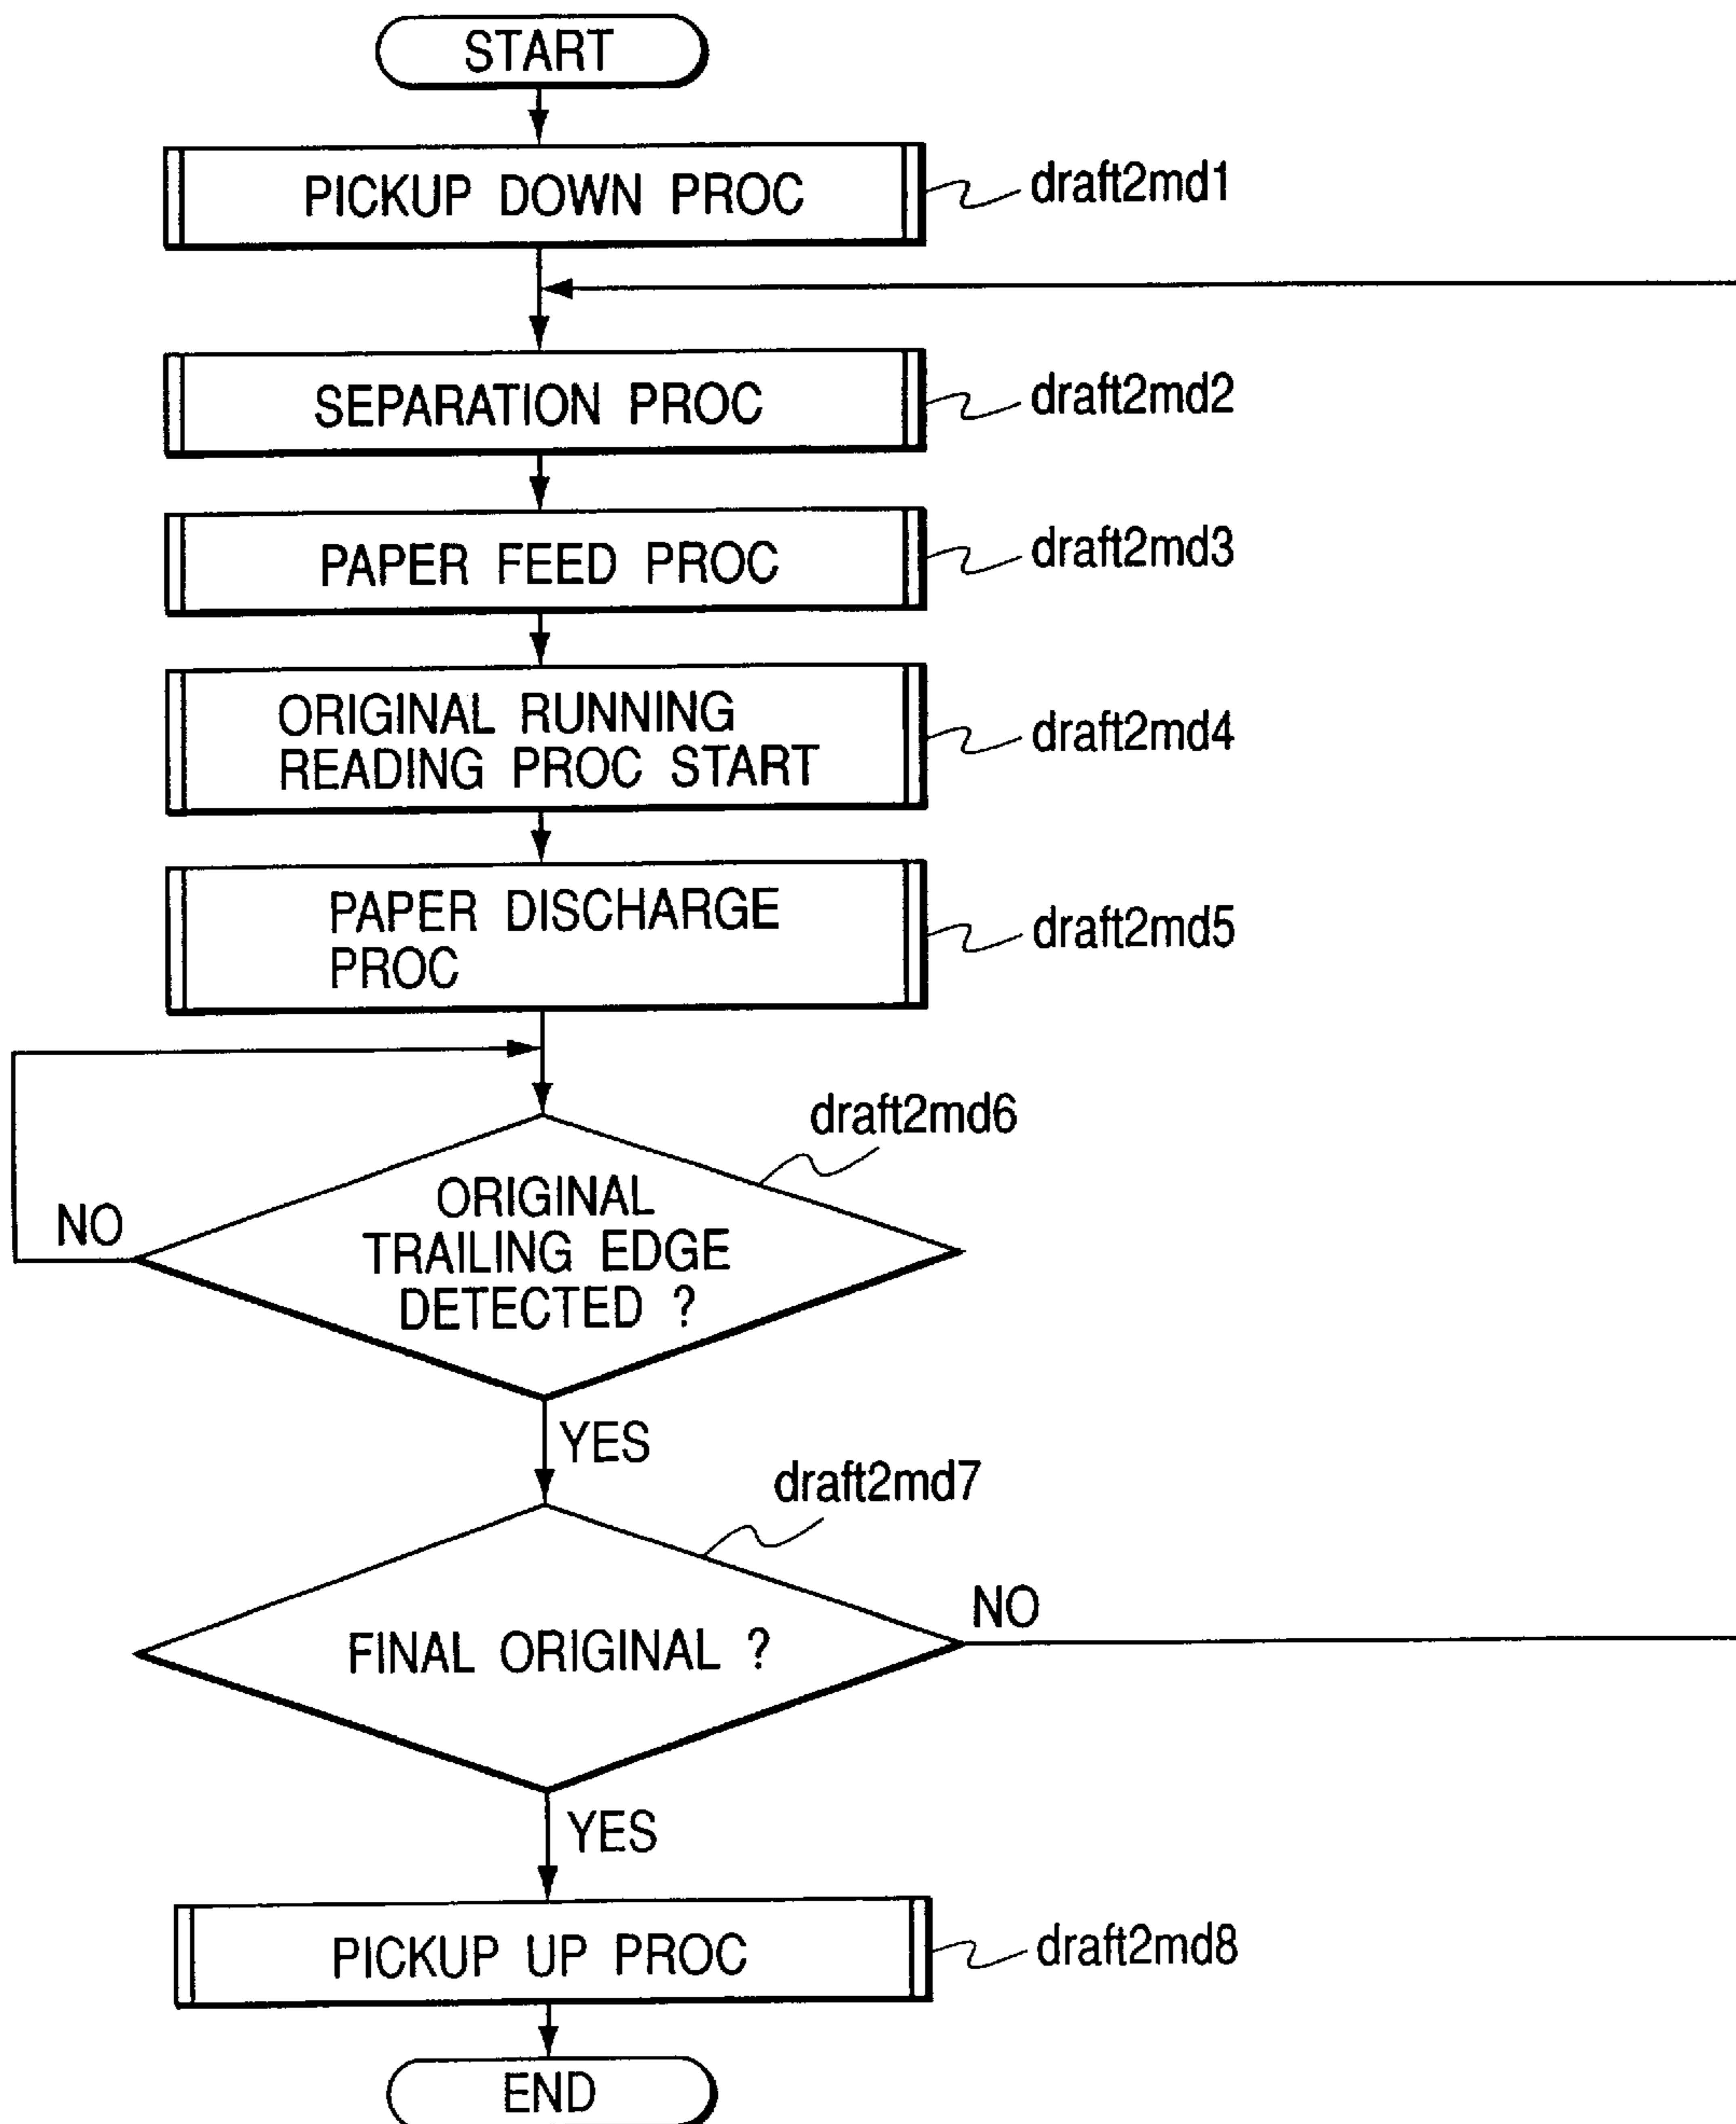 START
PICKUP DOWN PROC
draft2md1
SEPARATION PROC
draft2md2
PAPER FEED PROC
draft2md3
ORIGINAL RUNNING
READING PROC START
draft2md4
PAPER DISCHARGE
PROC
draft2md5
draft2md6
ORIGINAL
TRAILING EDGE
DETECTED ?
NO
YES
draft2md7
FINAL ORIGINAL ?
NO
YES
PICKUP UP PROC
draft2md8
END